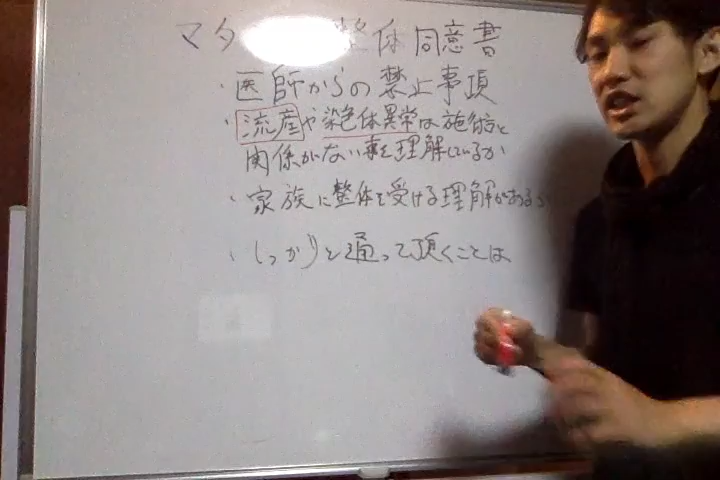 マタ 整体同意書
・医師からの禁止事項
・流産や染色体異常は施術と
関係がない事を理解しているか
・家族に整体を受ける理解があるか
・しっかりと通って頂くことは